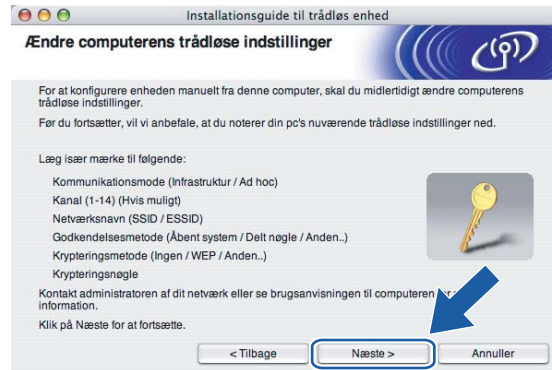 Installationsguide til trådløs enhed
Ændre computerens trådløse indstillinger
For at konfigurere enheden manuelt fra denne computer, skal du midlertidigt ændre computerens
trådløse indstillinger.
Før du fortsætter, vil vi anbefale, at du noterer din pc's nuværende trådløse indstillinger ned.
Læg især mærke til følgende:
Kommunikationsmode (Infrastruktur / Ad hoc)
Kanal (1-14) (Hvis muligt)
Netværksnavn (SSID / ESSID)
Godkendelsesmetode (Åbent system / Delt nøgle / Anden..)
Krypteringsmetode (Ingen / WEP / Anden..)
Krypteringsnøgle
Kontakt administratoren af dit netværk eller se brugsanvisningen til computeren
information.
Klik på Næste for at fortsætte.
< Tilbage Næste > Annuller